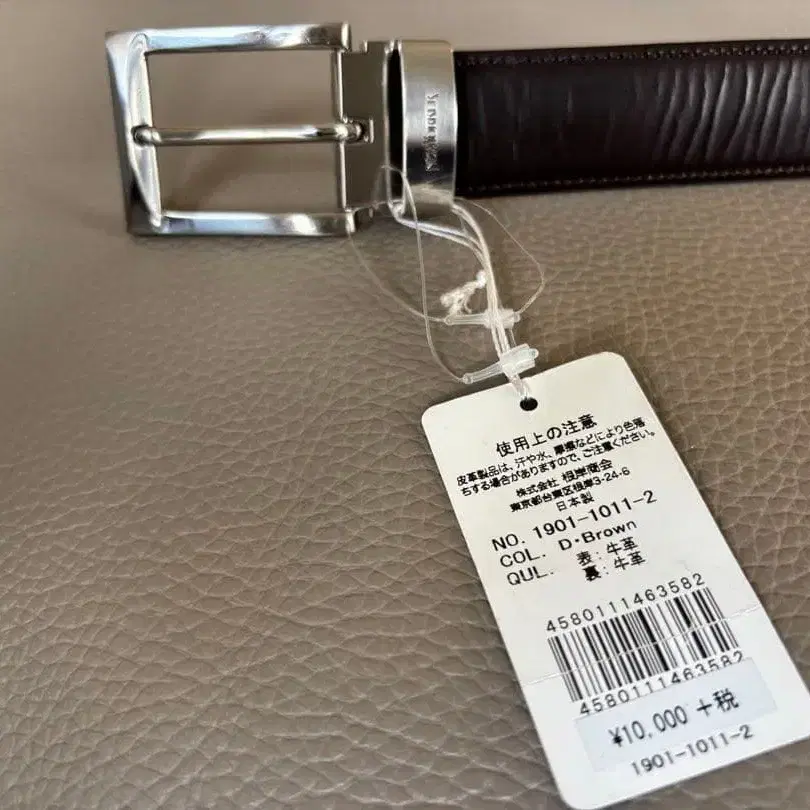 使用上の注意
皮革製品は、汗や水、摩擦などにより色落
ちする場合がありますので、ご注意ください。
株式会社 根岸商会
東京都台東区根岸3-24-6
日本製
NO. 1901-1011-2
COL. D・Brown
QUL. 表：牛革
裏：牛革
4580111463582
4580111463582
¥10,000 +税
1901-1011-2